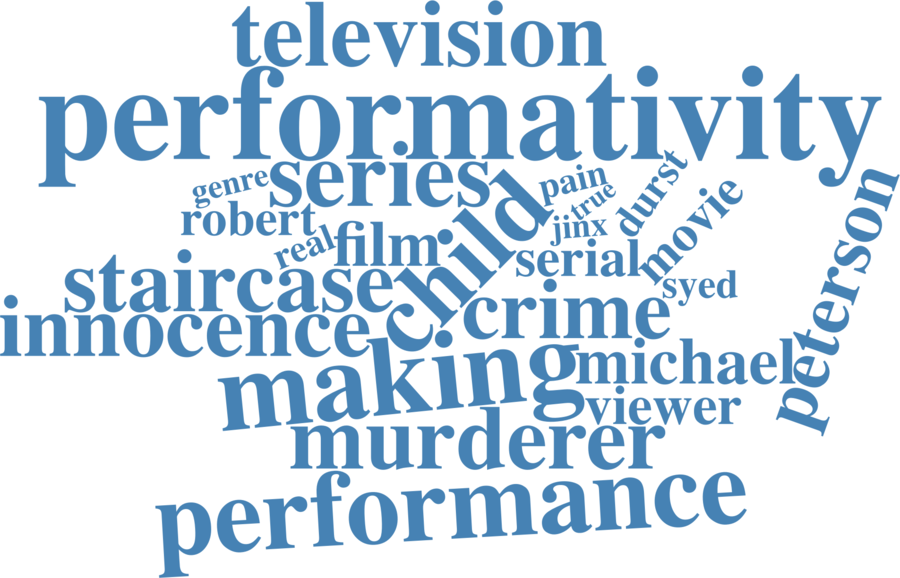 television
performativity
genre
series
pain
true
durst
robert
child
jinx
movie
peterson
real
film
serial
staircase
syed
innocence
crime
making
michael
viewer
murderer
performance